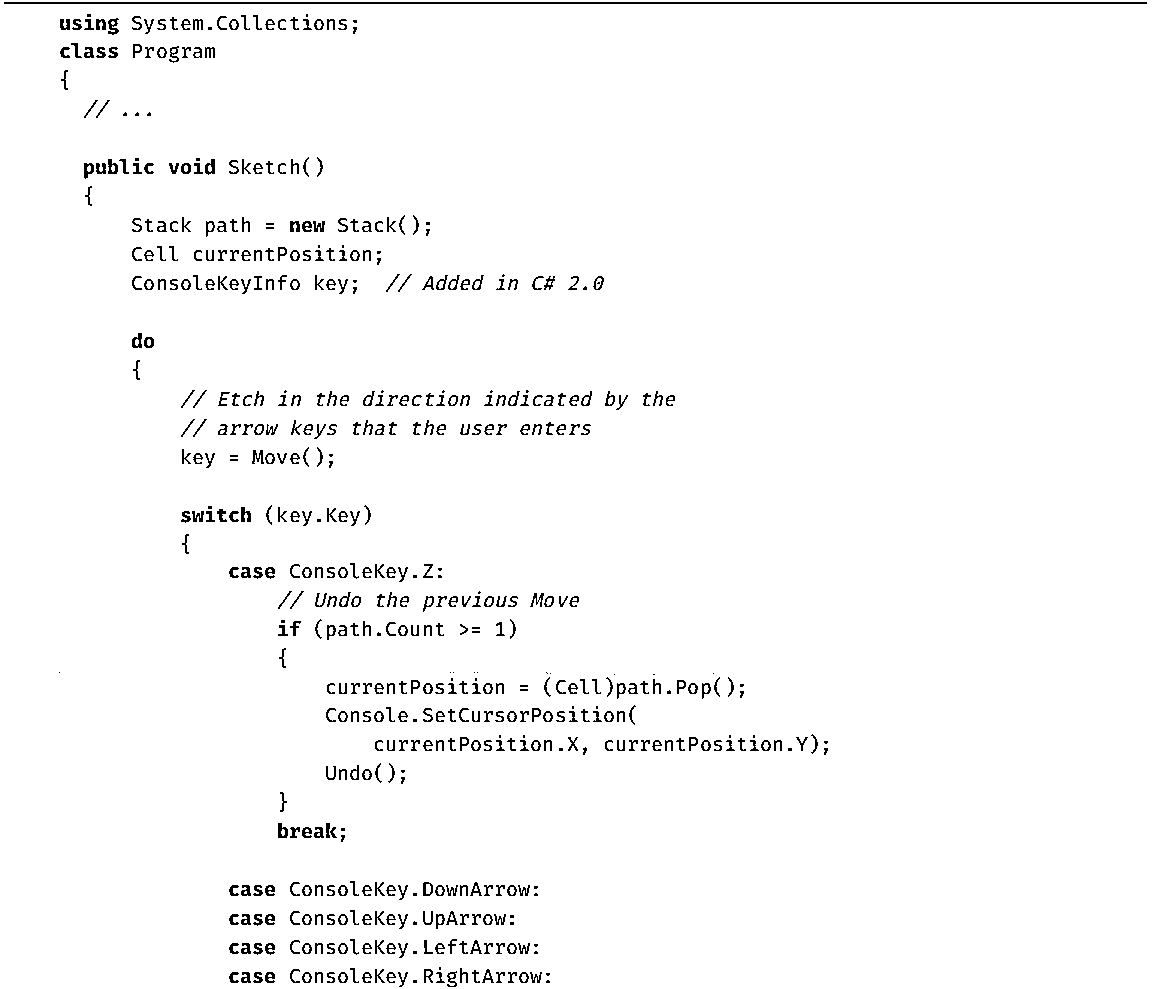 using System.Collections;
class Program
{
  // ...

  public void Sketch()
  {
      Stack path = new Stack();
      Cell currentPosition;
      ConsoleKeyInfo key;  // Added in C# 2.0

      do
      {
          // Etch in the direction indicated by the
          // arrow keys that the user enters
          key = Move();

          switch (key.Key)
          {
              case ConsoleKey.Z:
                  // Undo the previous Move
                  if (path.Count >= 1)
                  {
                      currentPosition = (Cell)path.Pop();
                      Console.SetCursorPosition(
                          currentPosition.X, currentPosition.Y);
                      Undo();
                  }
                  break;

              case ConsoleKey.DownArrow:
              case ConsoleKey.UpArrow:
              case ConsoleKey.LeftArrow:
              case ConsoleKey.RightArrow: